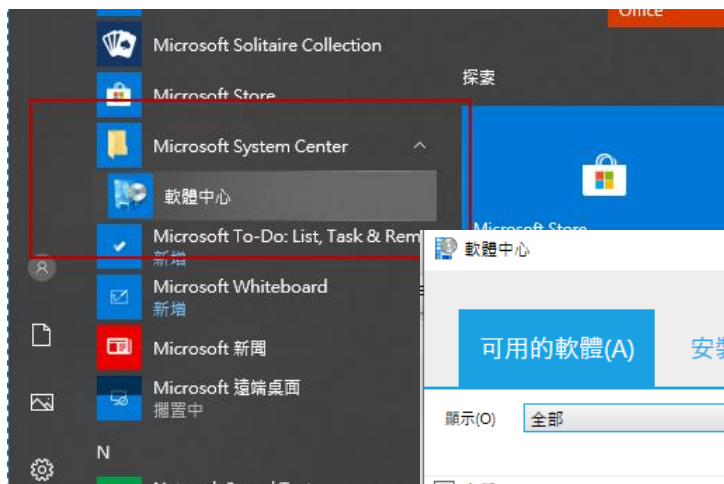 Office
Microsoft Solitaire Collection
探索
Microsoft Store
Microsoft System Center
軟體中心
Microsoft To-Do: List, Task & Rem
新增
Microsoft Store
軟體中心
Microsoft Whiteboard
新增
可用的軟體(A)
安裝
Microsoft 新聞
Microsoft 遠端桌面
擱置中
顯示(O)
全部
N